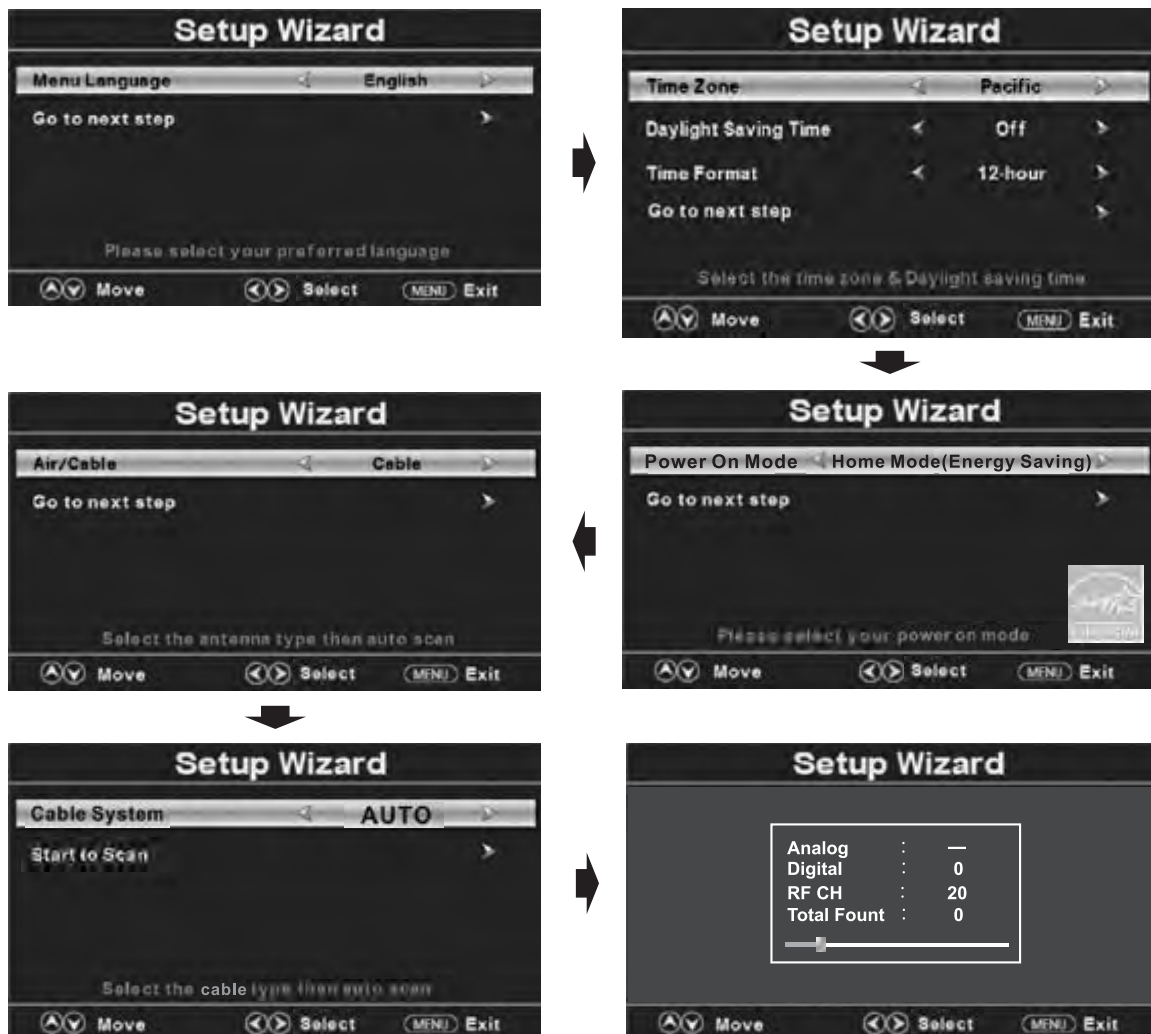 Setup Wizard
Menu Language English
Go to next step
Please select your preferred language
Move Select MENU Exit
Setup Wizard
Time Zone Pacific
Daylight Saving Time Off
Time Format 12-hour
Go to next step
Select the time zone & Daylight saving time
Move Select MENU Exit
Setup Wizard
Power On Mode Home Mode(Energy Saving)
Go to next step
Please select your power on mode
Move Select MENU Exit
Setup Wizard
Air/Cable Cable
Go to next step
Select the antenna type then auto scan
Move Select MENU Exit
Setup Wizard
Cable System AUTO
Start to Scan
Select the cable type then auto scan
Move Select MENU Exit
Setup Wizard
Analog : —
Digital : 0
RF CH : 20
Total Fount : 0
Move Select MENU Exit